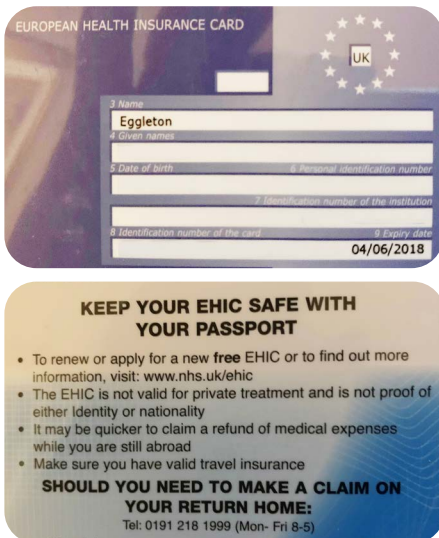 EUROPEAN HEALTH INSURANCE CARD
UK
3 Name
Eggleton
4 Given names
5 Date of birth 6 Personal identification number
7 Identification number of the institution
8 Identification number of the card 9 Expiry date
04/06/2018
KEEP YOUR EHIC SAFE WITH
YOUR PASSPORT
• To renew or apply for a new free EHIC or to find out more
information, visit: www.nhs.uk/ehic
• The EHIC is not valid for private treatment and is not proof of
either Identity or nationality
• It may be quicker to claim a refund of medical expenses
while you are still abroad
• Make sure you have valid travel insurance
SHOULD YOU NEED TO MAKE A CLAIM ON
YOUR RETURN HOME:
Tel: 0191 218 1999 (Mon- Fri 8-5)